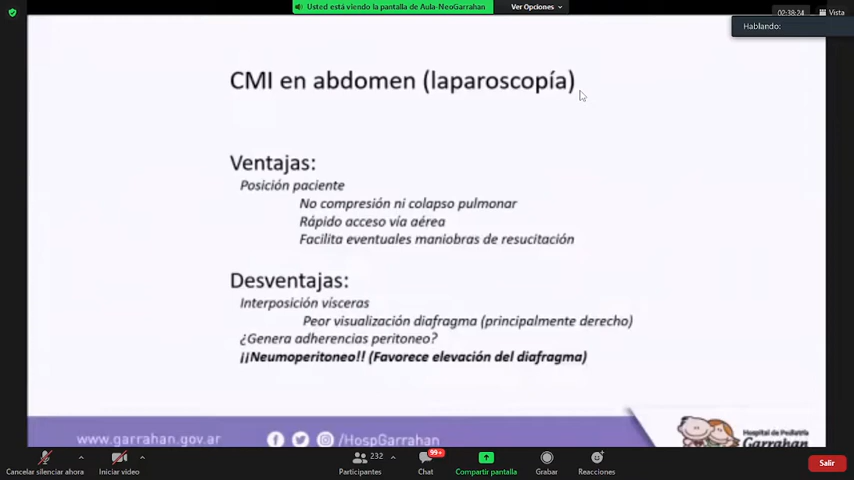 Usted está viendo la pantalla de Aula-NeoGarrahan
Ver Opciones
02:38:24
Vista
Hablando:
CMI en abdomen (laparoscopía)
Ventajas:
Posición paciente
No compresión ni colapso pulmonar
Rápido acceso vía aérea
Facilita eventuales maniobras de resucitación
Desventajas:
Interposición vísceras
Peor visualización diafragma (principalmente derecho)
¿Genera adherencias peritoneo?
¡¡Neumoperitoneo!! (Favorece elevación del diafragma)
www.garrahan.gov.ar
/HospGarrahan
Hospital de Pediatría
Garrahan
Cancelar silenciar ahora
Iniciar video
232
Participantes
99+
Chat
Compartir pantalla
Grabar
Reacciones
Salir